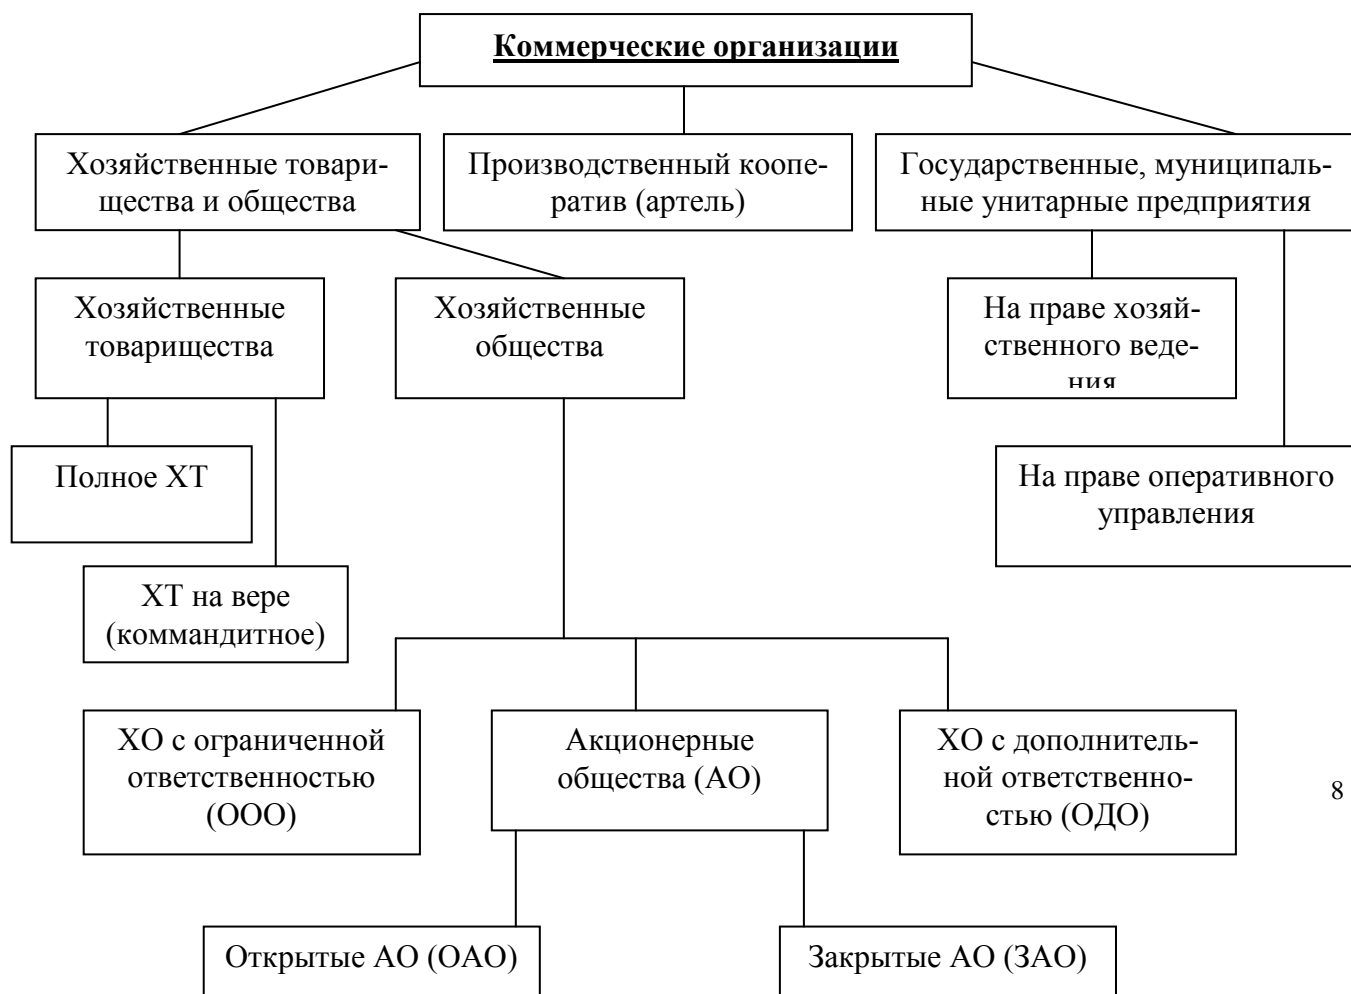 Коммерческие организации
Хозяйственные товари-
щества и общества
Производственный коопе-
ратив (артель)
Государственные, муниципаль-
ные унитарные предприятия
Хозяйственные
товарищества
Хозяйственные
общества
На праве хозяй-
ственного веде-
ния
Полное ХТ
На праве оперативного
управления
ХТ на вере
(коммандитное)
ХО с ограниченной
ответственностью
(ООО)
Акционерные
общества (АО)
ХО с дополнитель-
ной ответственно-
стью (ОДО)
8
Открытые АО (ОАО)
Закрытые АО (ЗАО)